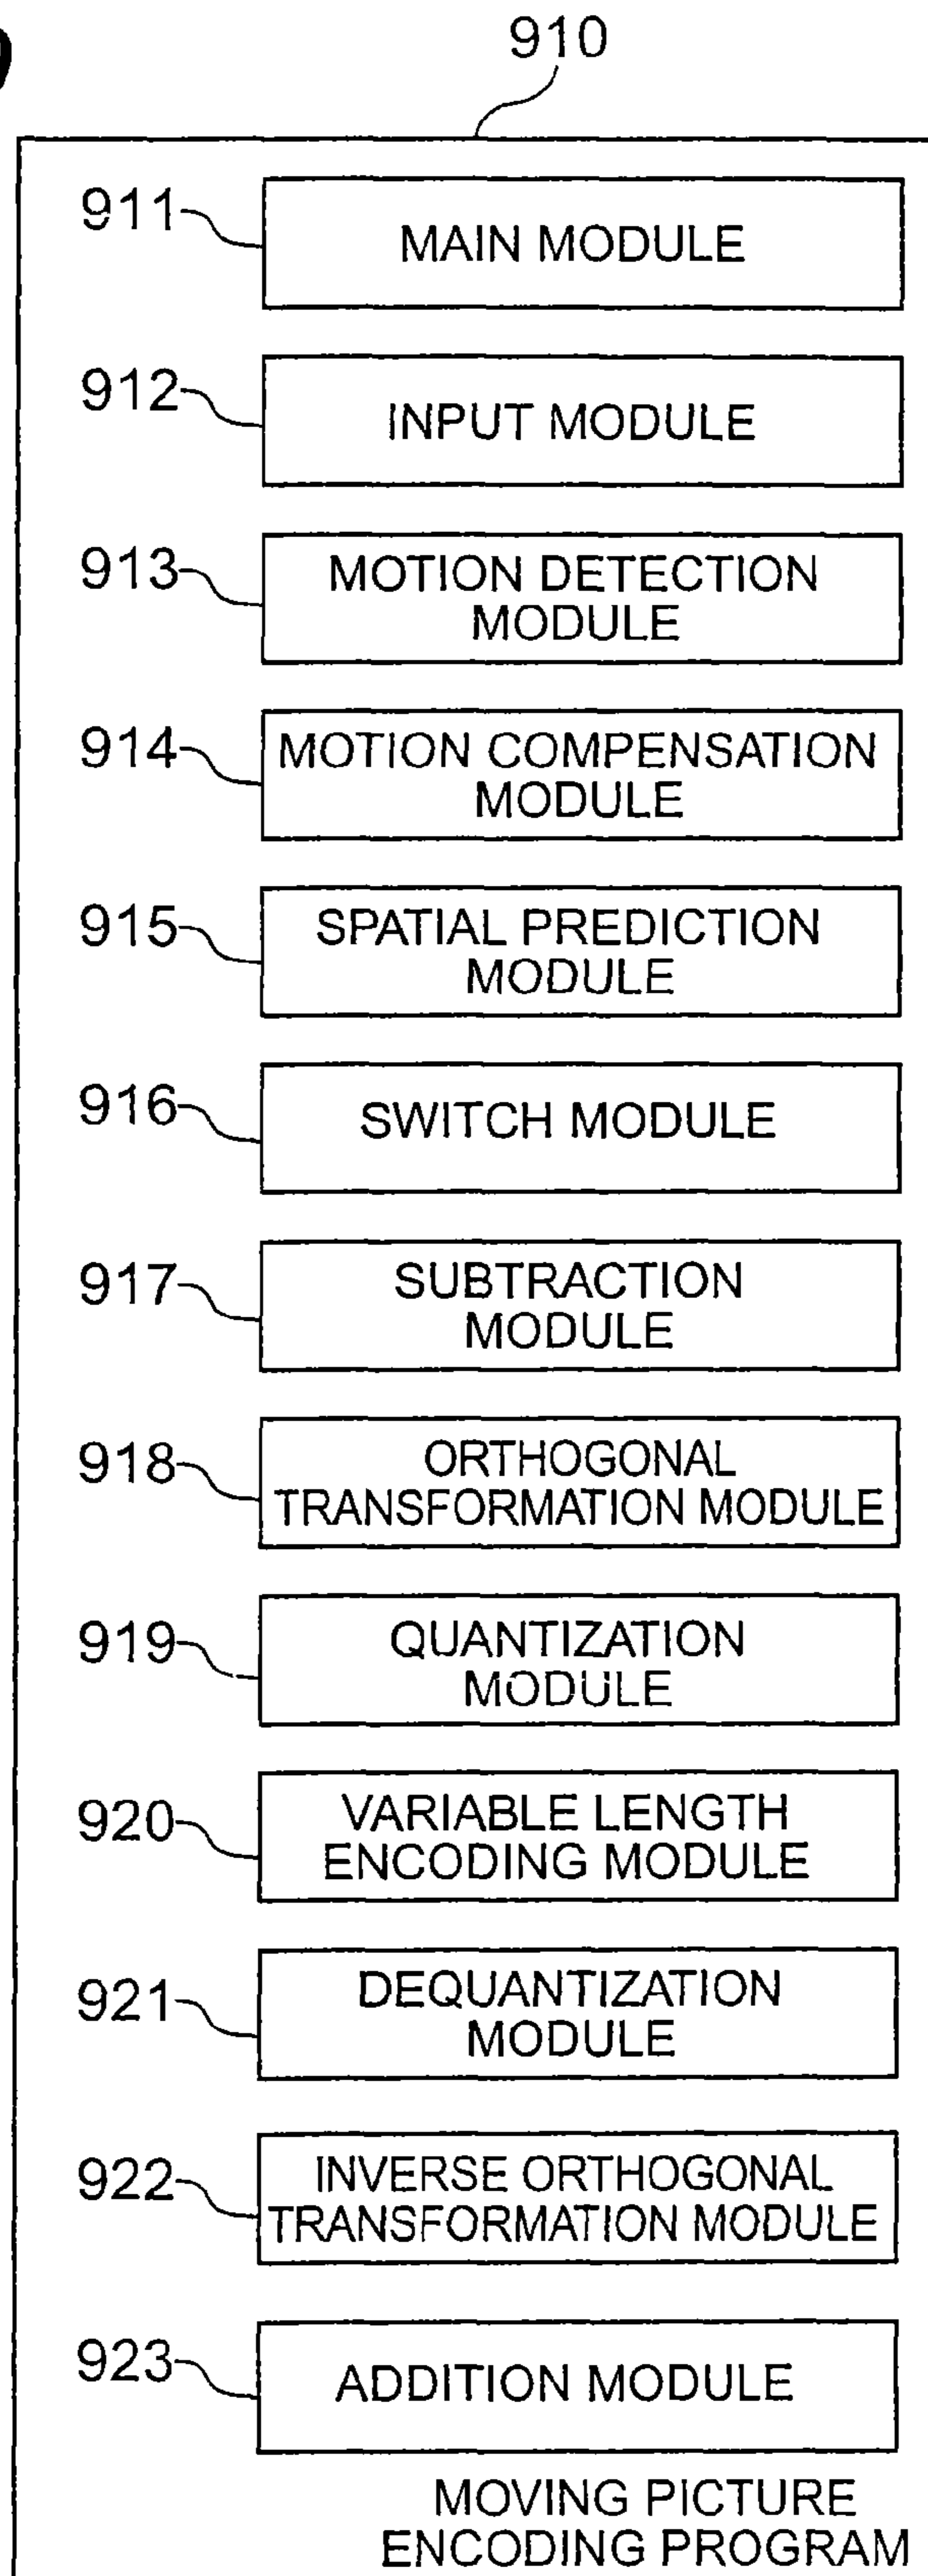 910
911
MAIN MODULE
912
INPUT MODULE
913
MOTION DETECTION
MODULE
914
MOTION COMPENSATION
MODULE
915
SPATIAL PREDICTION
MODULE
916
SWITCH MODULE
917
SUBTRACTION
MODULE
918
ORTHOGONAL
TRANSFORMATION MODULE
919
QUANTIZATION
MODULE
920
VARIABLE LENGTH
ENCODING MODULE
921
DEQUANTIZATION
MODULE
922
INVERSE ORTHOGONAL
TRANSFORMATION MODULE
923
ADDITION MODULE
MOVING PICTURE
ENCODING PROGRAM